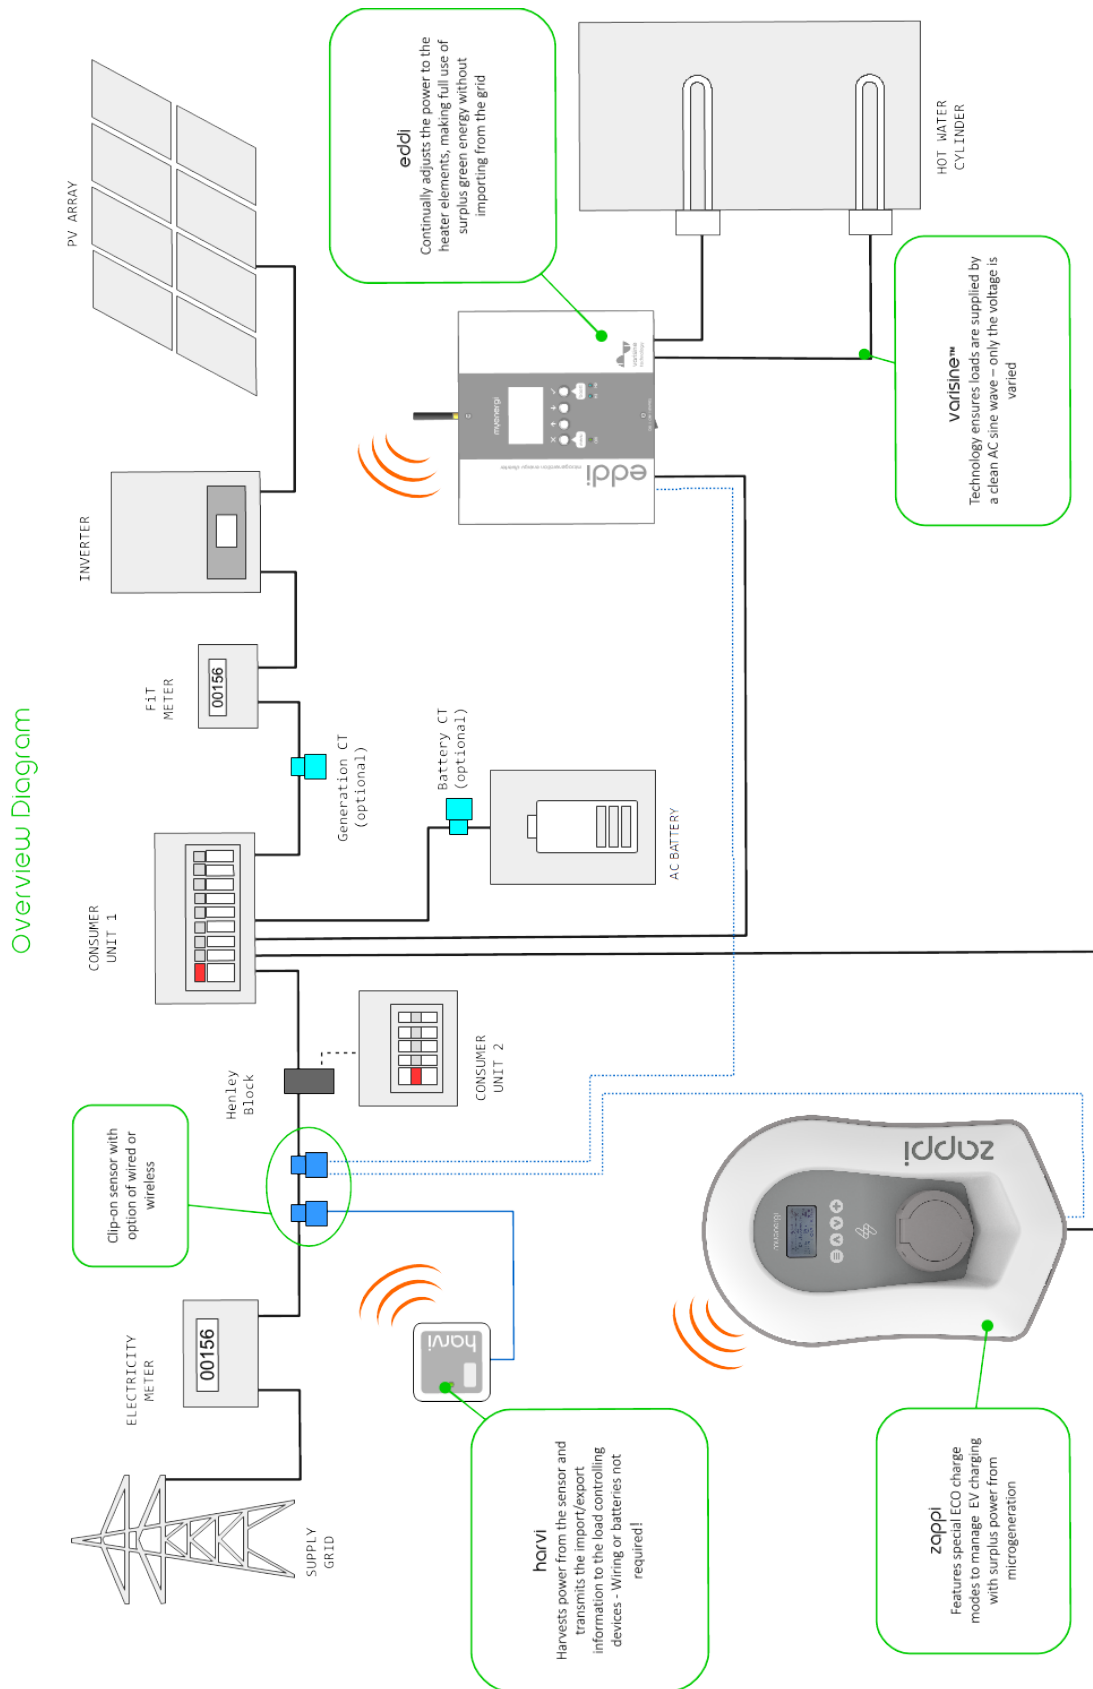 Overview Diagram
SUPPLY
GRID
ELECTRICITY
METER
00156
Clip-on sensor with
option of wired or
wireless
Henley
Block
CONSUMER
UNIT 1
CONSUMER
UNIT 2
Generation CT
(optional)
FiT
METER
00156
INVERTER
PV ARRAY
Battery CT
(optional)
AC BATTERY
harvi
harvi
Harvests power from the sensor and
transmits the import/export
information to the load controlling
devices - Wiring or batteries not
required!
eddi
microgeneration energy diverter
myenergi
eddi
Continually adjusts the power to the
heater elements, making full use of
surplus green energy without
importing from the grid
HOT WATER
CYLINDER
varisine™
Technology ensures loads are supplied by
a clean AC sine wave – only the voltage is
varied
zappi
myenergi
zappi
Features special ECO charge
modes to manage EV charging
with surplus power from
microgeneration